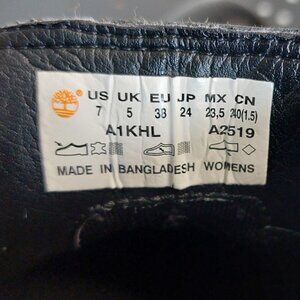 US UK EU JP MX CN
7 5 38 24 23,5 240(1.5)
A1KHL A2519
MADE IN BANGLADESH WOMENS